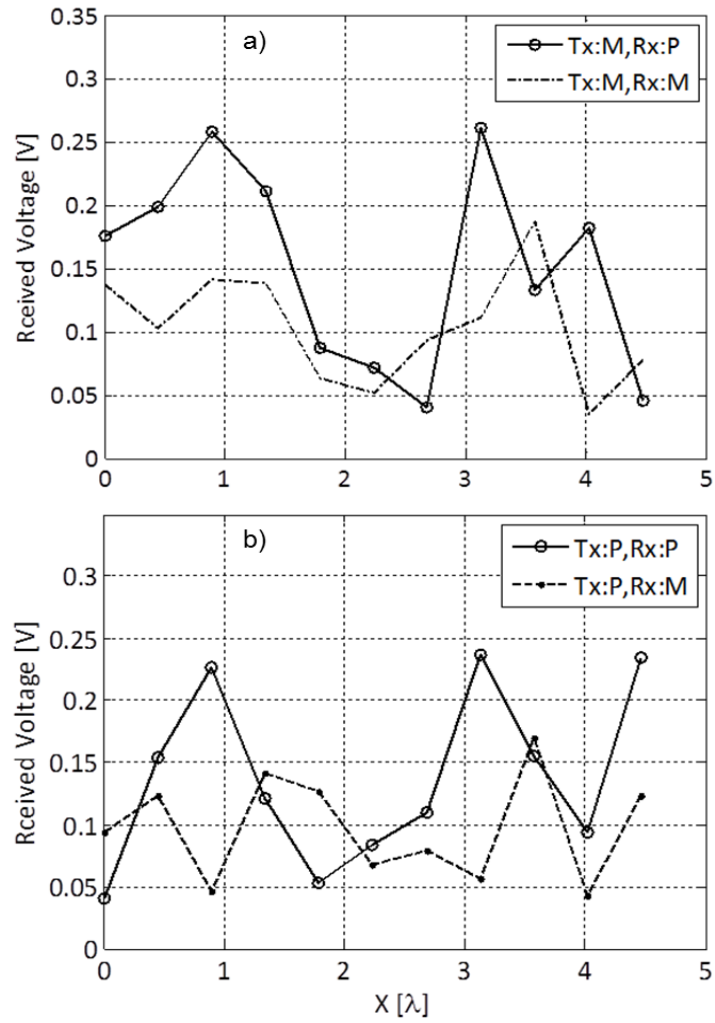 a)
Tx:M,Rx:P
Tx:M,Rx:M
Rceived Voltage [V]
0.35
0.3
0.25
0.2
0.15
0.1
0.05
0
0 1 2 3 4 5
b)
Tx:P,Rx:P
Tx:P,Rx:M
Rceived Voltage [V]
0.3
0.25
0.2
0.15
0.1
0.05
0
0 1 2 3 4 5
X [λ]